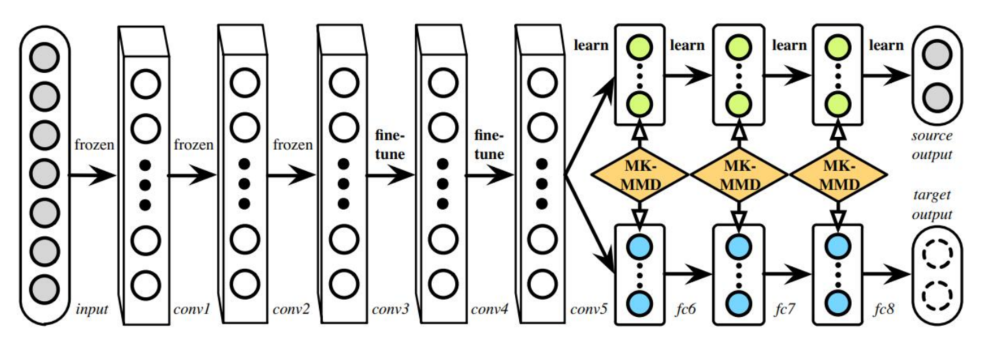 frozen
frozen
frozen
fine-
tune
fine-
tune
learn
learn
learn
learn
MK-
MMD
MK-
MMD
MK-
MMD
source
output
target
output
input
conv1
conv2
conv3
conv4
conv5
fc6
fc7
fc8